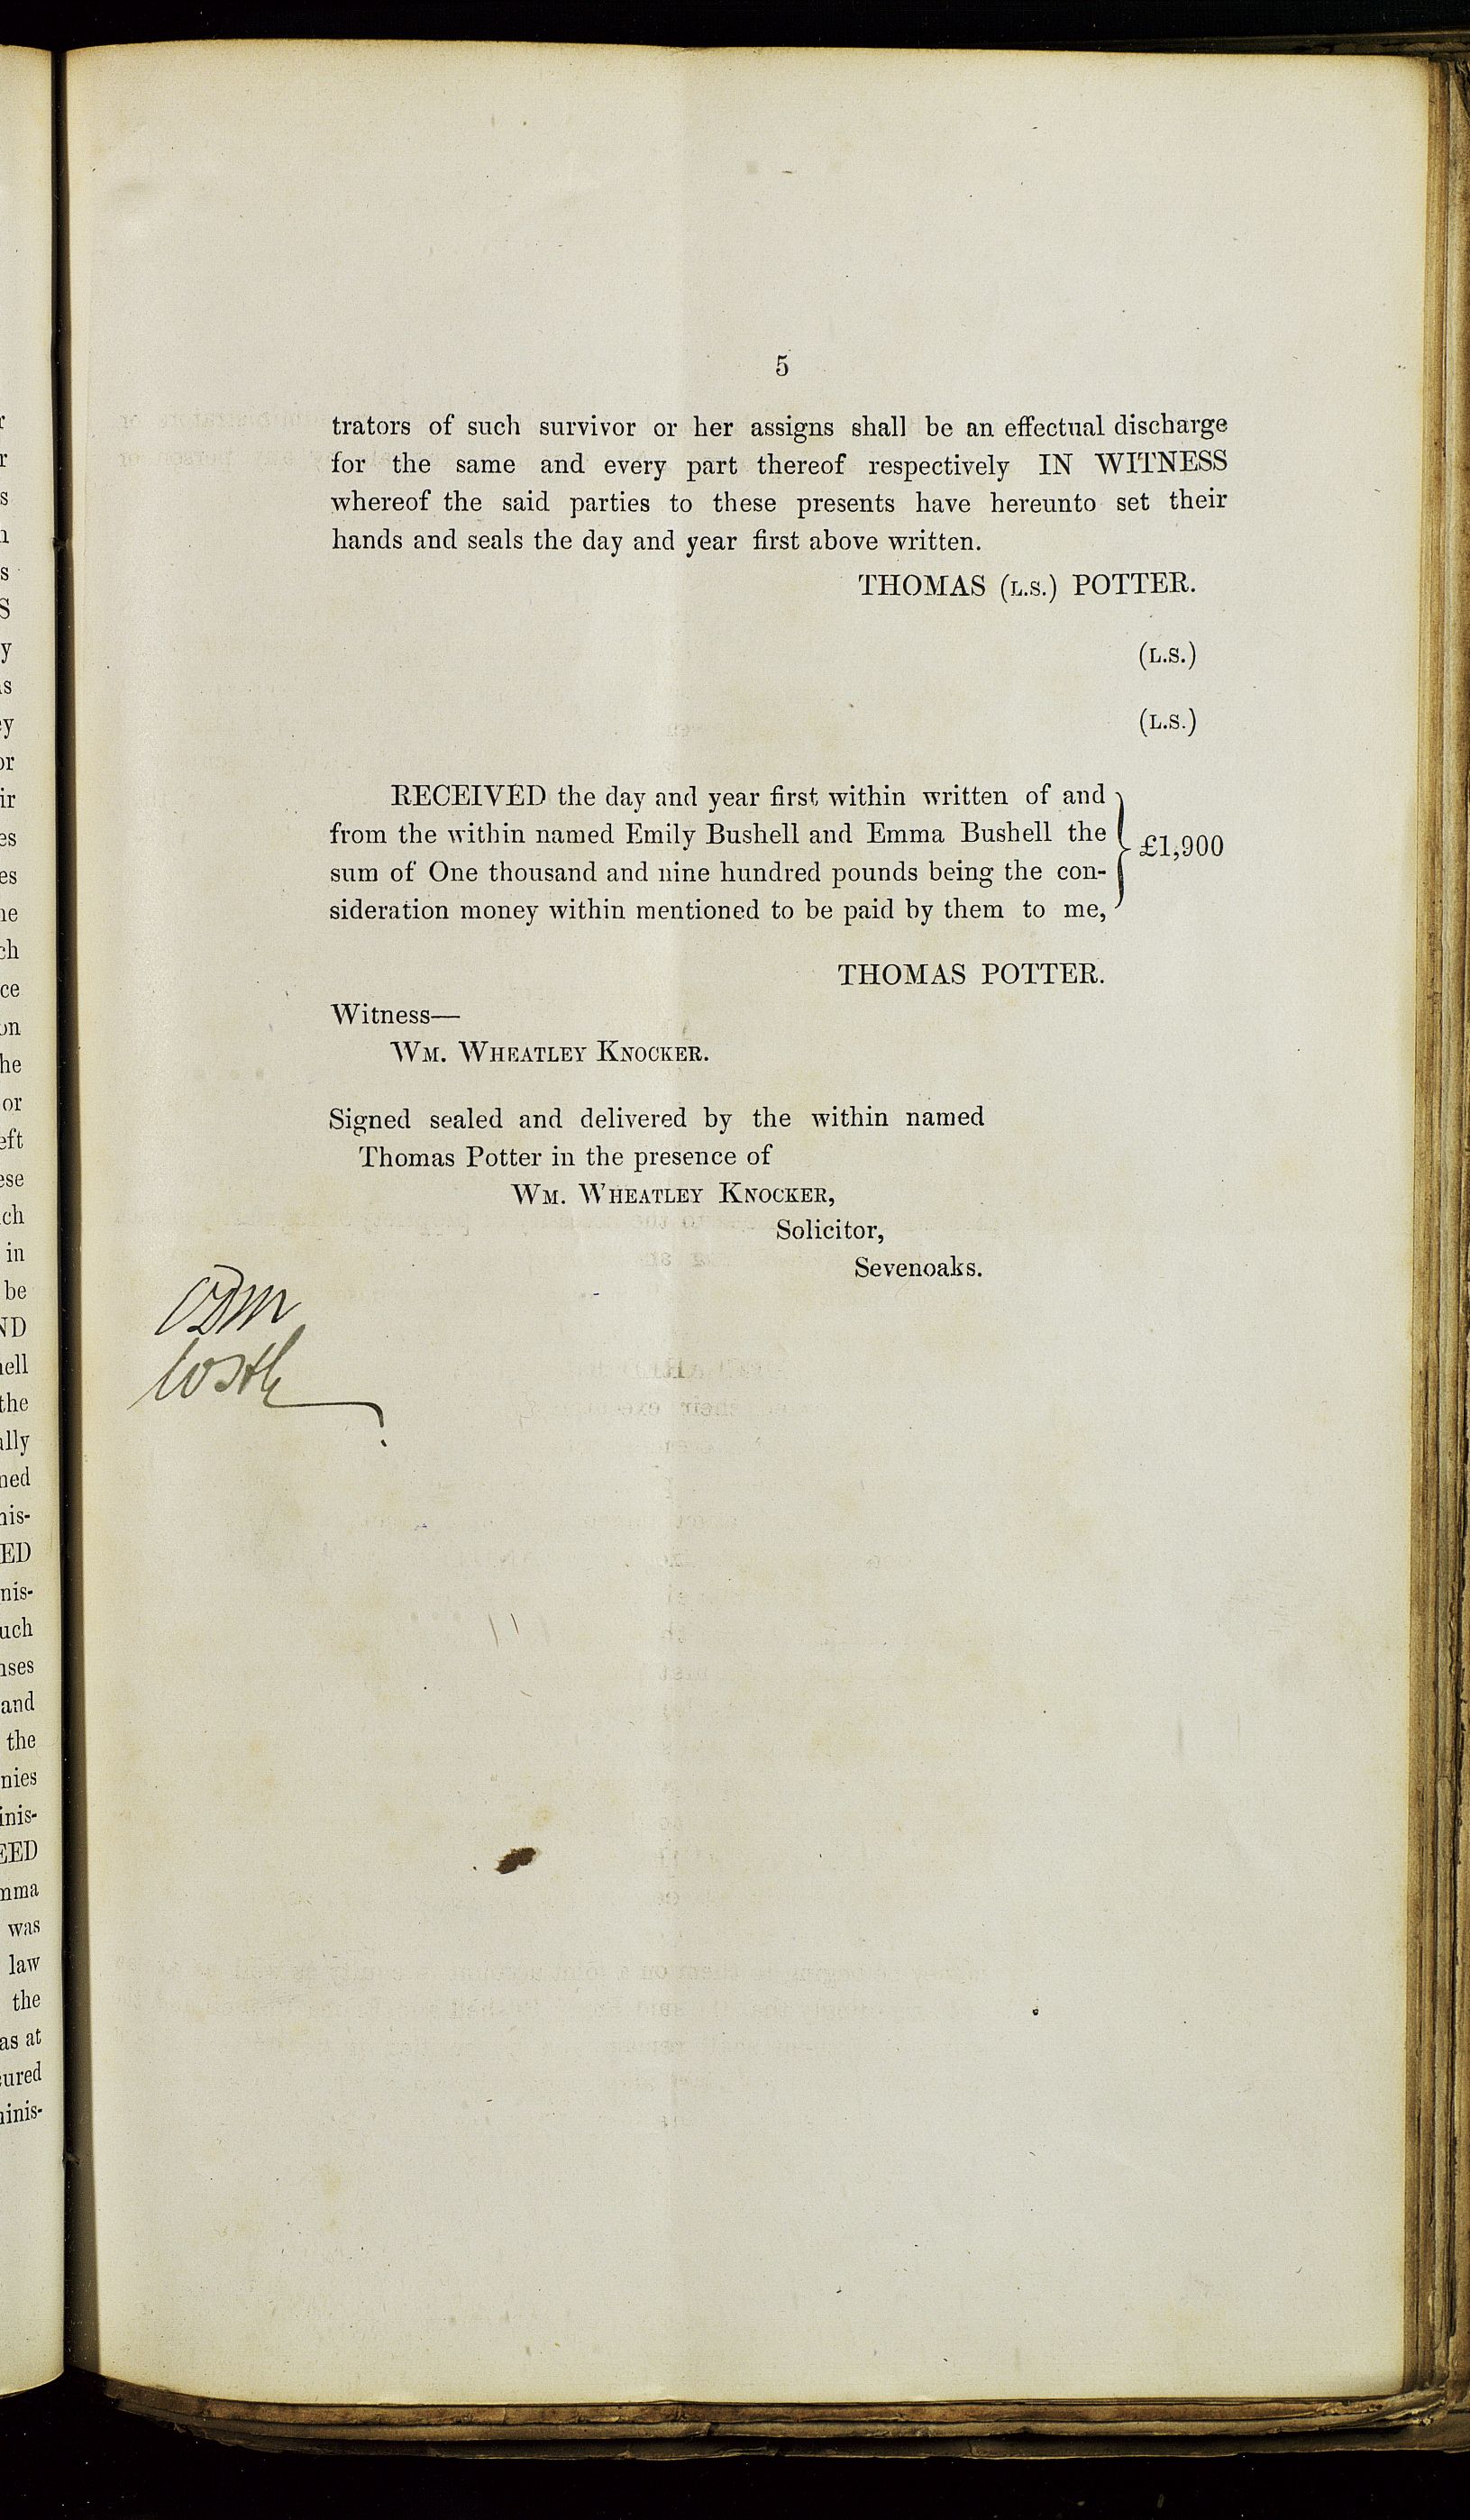 5
trators of such survivor or her assigns shall be an effectual discharge
for the same and every part thereof respectively IN WITNESS
whereof the said parties to these presents have hereunto set their
hands and seals the day and year first above written.
THOMAS (L.S.) POTTER.
(L.S.)
(L.S.)
RECEIVED the day and year first within written of and
from the within named Emily Bushell and Emma Bushell the
sum of One thousand and nine hundred pounds being the con-
sideration money within mentioned to be paid by them to me,
£1,900
THOMAS POTTER.
Witness—
WM. WHEATLEY KNOCKER.
Signed sealed and delivered by the within named
Thomas Potter in the presence of
WM. WHEATLEY KNOCKER,
Solicitor,
Sevenoaks.